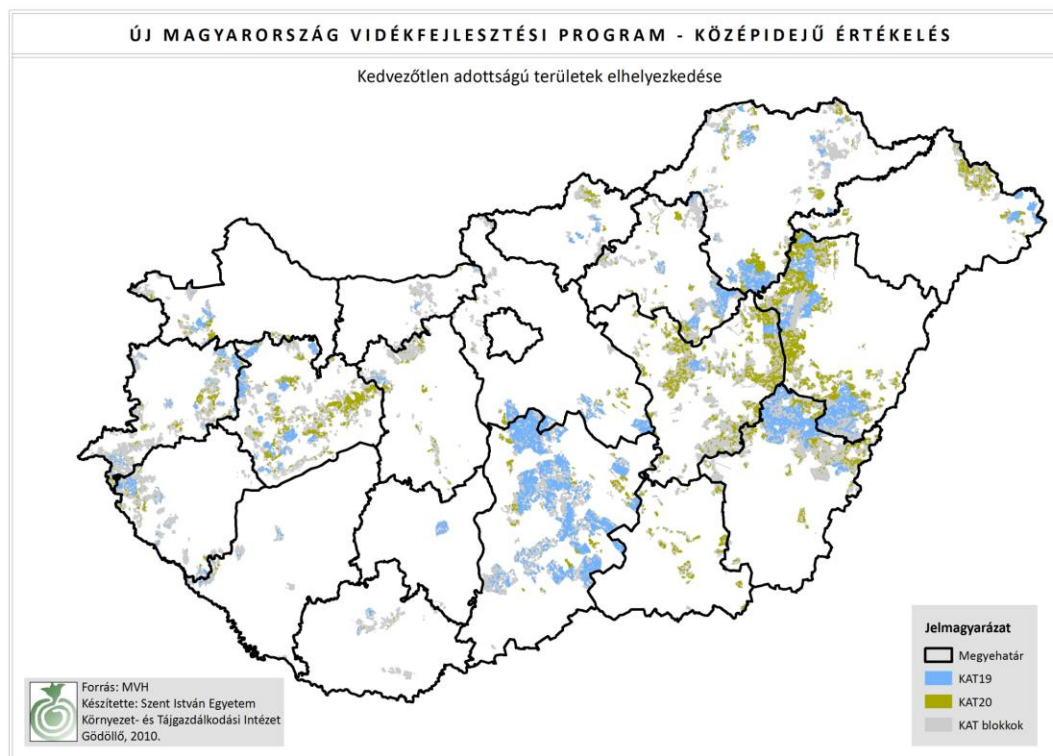 ÚJ MAGYARORSZÁG VIDÉKFEJLESZTÉSI PROGRAM - KÖZÉPIDEJŰ ÉRTÉKELÉS
Kedvezőtlen adottságú területek elhelyezkedése
Jelmagyarázat
Megyehatár
KAT19
KAT20
KAT blokkok
Forrás: MVH
Készítette: Szent István Egyetem
Környezet- és Tájgazdálkodási Intézet
Gödöllő, 2010.